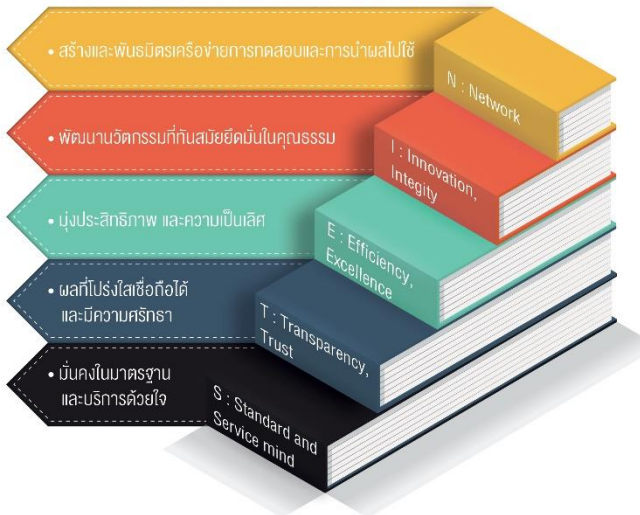 • สร้างและพันธมิตรเครือข่ายการทดสอบและการนำผลไปใช้
N : Network
• พัฒนานวัตกรรมที่ทันสมัยยึดมั่นในคุณธรรม
I : Innovation,
Integity
• มุ่งประสิทธิภาพ และความเป็นเลิศ
E : Efficiency,
Excellence
• ผลที่โปร่งใสเชื่อถือได้
และมีความศรัทธา
T : Transparency,
Trust
• มั่นคงในมาตรฐาน
และบริการด้วยใจ
S : Standard and
Service mind